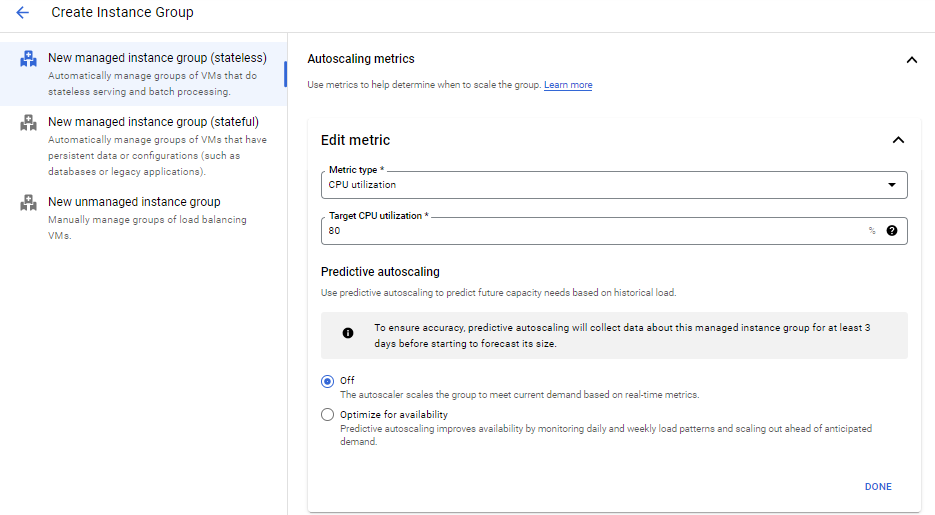 Create Instance Group
New managed instance group (stateless)
Automatically manage groups of VMs that do
stateless serving and batch processing.
New managed instance group (stateful)
Automatically manage groups of VMs that have
persistent data or configurations (such as
databases or legacy applications).
New unmanaged instance group
Manually manage groups of load balancing
VMs.
Autoscaling metrics
Use metrics to help determine when to scale the group. Learn more
Edit metric
Metric type *
CPU utilization
Target CPU utilization *
80 %
Predictive autoscaling
Use predictive autoscaling to predict future capacity needs based on historical load.
To ensure accuracy, predictive autoscaling will collect data about this managed instance group for at least 3
days before starting to forecast its size.
Off
The autoscaler scales the group to meet current demand based on real-time metrics.
Optimize for availability
Predictive autoscaling improves availability by monitoring daily and weekly load patterns and scaling out ahead of anticipated
demand.
DONE